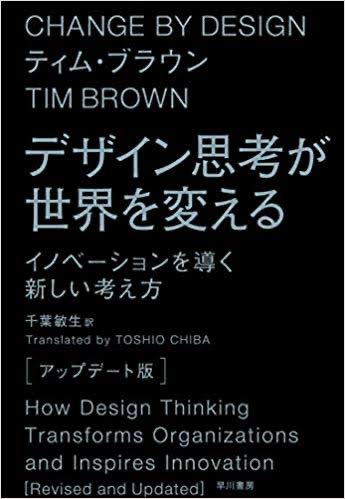 CHANGE BY DESIGN
ティム・ブラウン
TIM BROWN
デザイン思考が
世界を変える
イノベーションを導く
新しい考え方
千葉敏生 訳
Translated by TOSHIO CHIBA
[アップデート版]
How Design Thinking
Transforms Organizations
and Inspires Innovation
[Revised and Updated] 早川書房